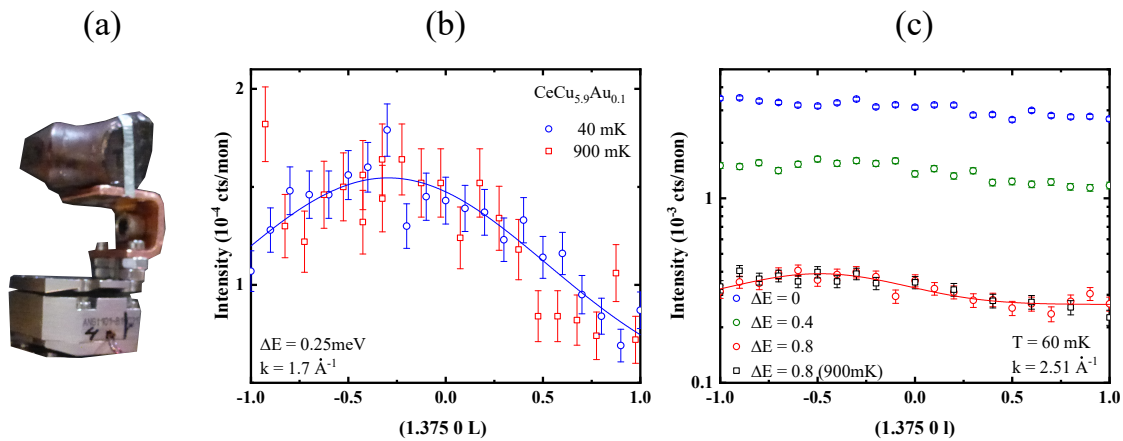 (a)
(b)
(c)
2
1
Intensity (10⁻⁴ cts/mon)
CeCu₅.₉Au₀.₁
40 mK
900 mK
ΔE = 0.25meV
k = 1.7 Å⁻¹
-1.0 -0.5 0.0 0.5 1.0
(1.375 0 L)
1
0.1
Intensity (10⁻³ cts/mon)
ΔE = 0
ΔE = 0.4
ΔE = 0.8
ΔE = 0.8 (900mK)
T = 60 mK
k = 2.51 Å⁻¹
-1.0 -0.5 0.0 0.5 1.0
(1.375 0 l)